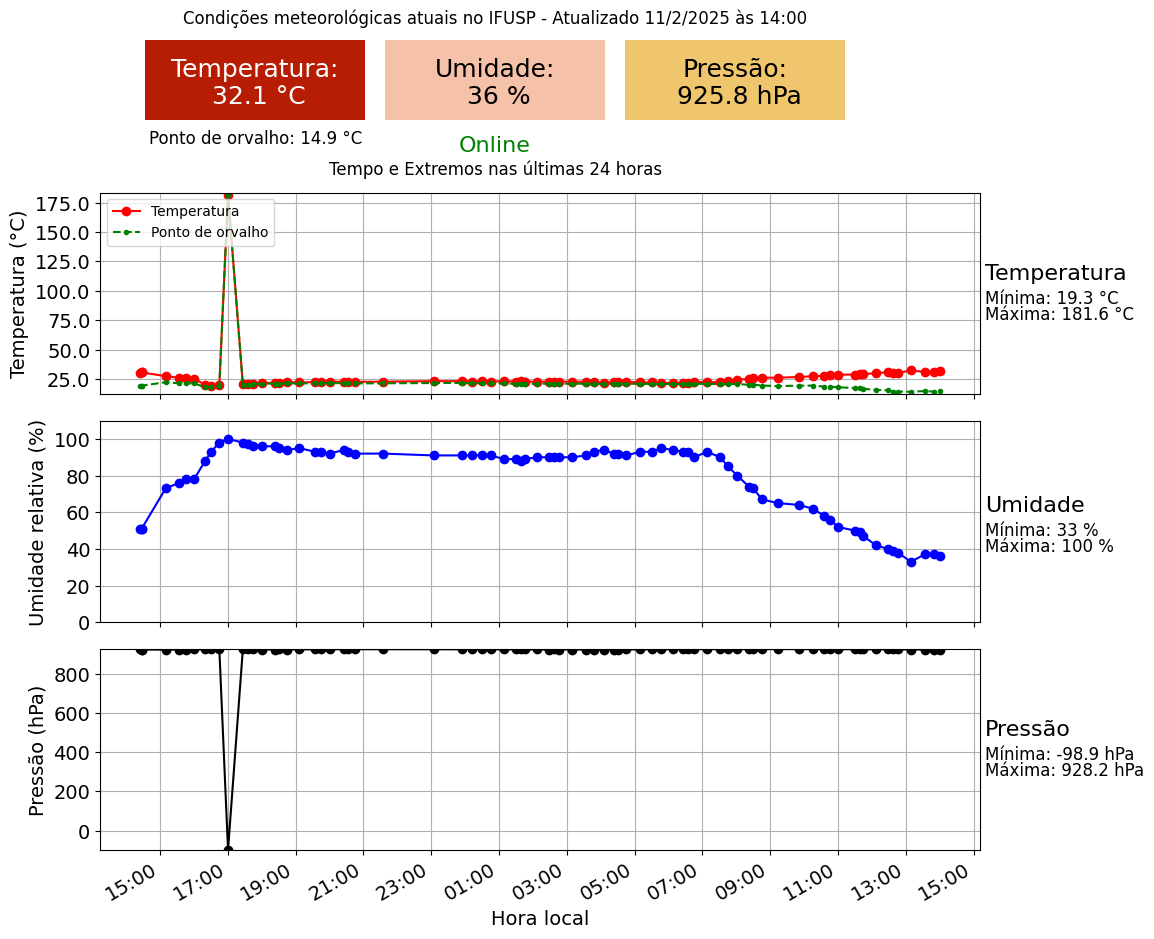 Condições meteorológicas atuais no IFUSP - Atualizado 11/2/2025 às 14:00
Temperatura:
32.1 °C
Umidade:
36 %
Pressão:
925.8 hPa
Ponto de orvalho: 14.9 °C
Online
Tempo e Extremos nas últimas 24 horas
Temperatura (°C)
175.0
150.0
125.0
100.0
75.0
50.0
25.0
Temperatura
Ponto de orvalho
Temperatura
Mínima: 19.3 °C
Máxima: 181.6 °C
Umidade relativa (%)
100
80
60
40
20
0
Umidade
Mínima: 33 %
Máxima: 100 %
Pressão (hPa)
800
600
400
200
0
Pressão
Mínima: -98.9 hPa
Máxima: 928.2 hPa
15:00
17:00
19:00
21:00
23:00
01:00
03:00
05:00
07:00
09:00
11:00
13:00
15:00
Hora local